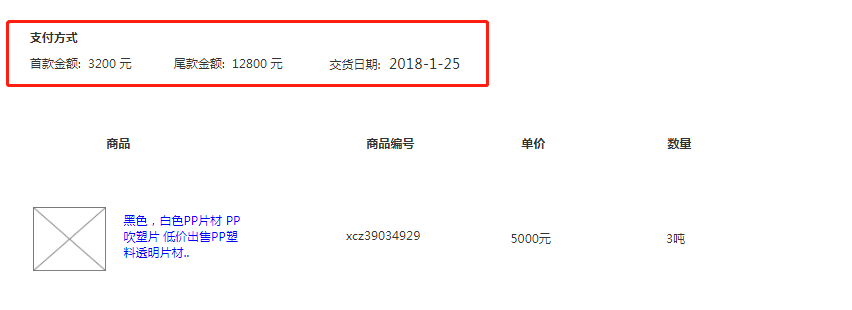 支付方式
首款金额: 3200 元 尾款金额: 12800 元 交货日期: 2018-1-25
商品 商品编号 单价 数量
黑色，白色PP片材 PP
吹塑片 低价出售PP塑
料透明片材..
xcz39034929 5000元 3吨